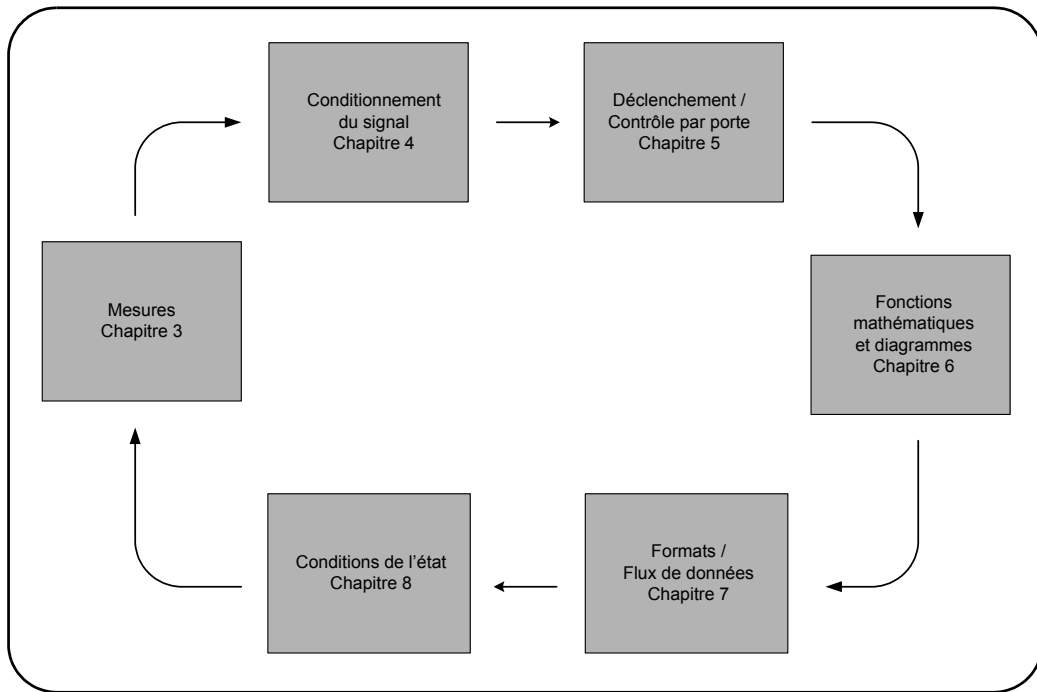 Conditionnement
du signal
Chapitre 4
Déclenchement /
Contrôle par porte
Chapitre 5
Mesures
Chapitre 3
Fonctions
mathématiques
et diagrammes
Chapitre 6
Conditions de l’état
Chapitre 8
Formats /
Flux de données
Chapitre 7